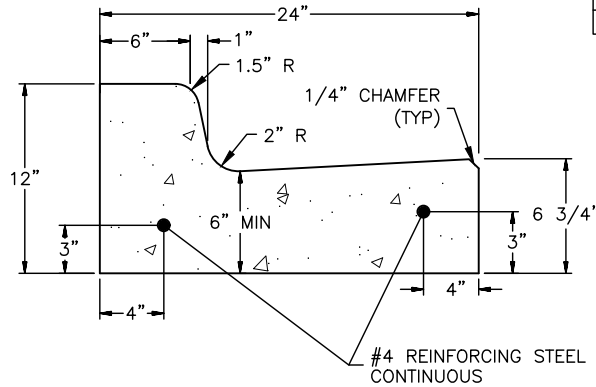 24"
6"
1"
1.5" R
1/4" CHAMFER
(TYP)
2" R
12"
6" MIN
6 3/4"
3"
3"
4"
4"
#4 REINFORCING STEEL
CONTINUOUS